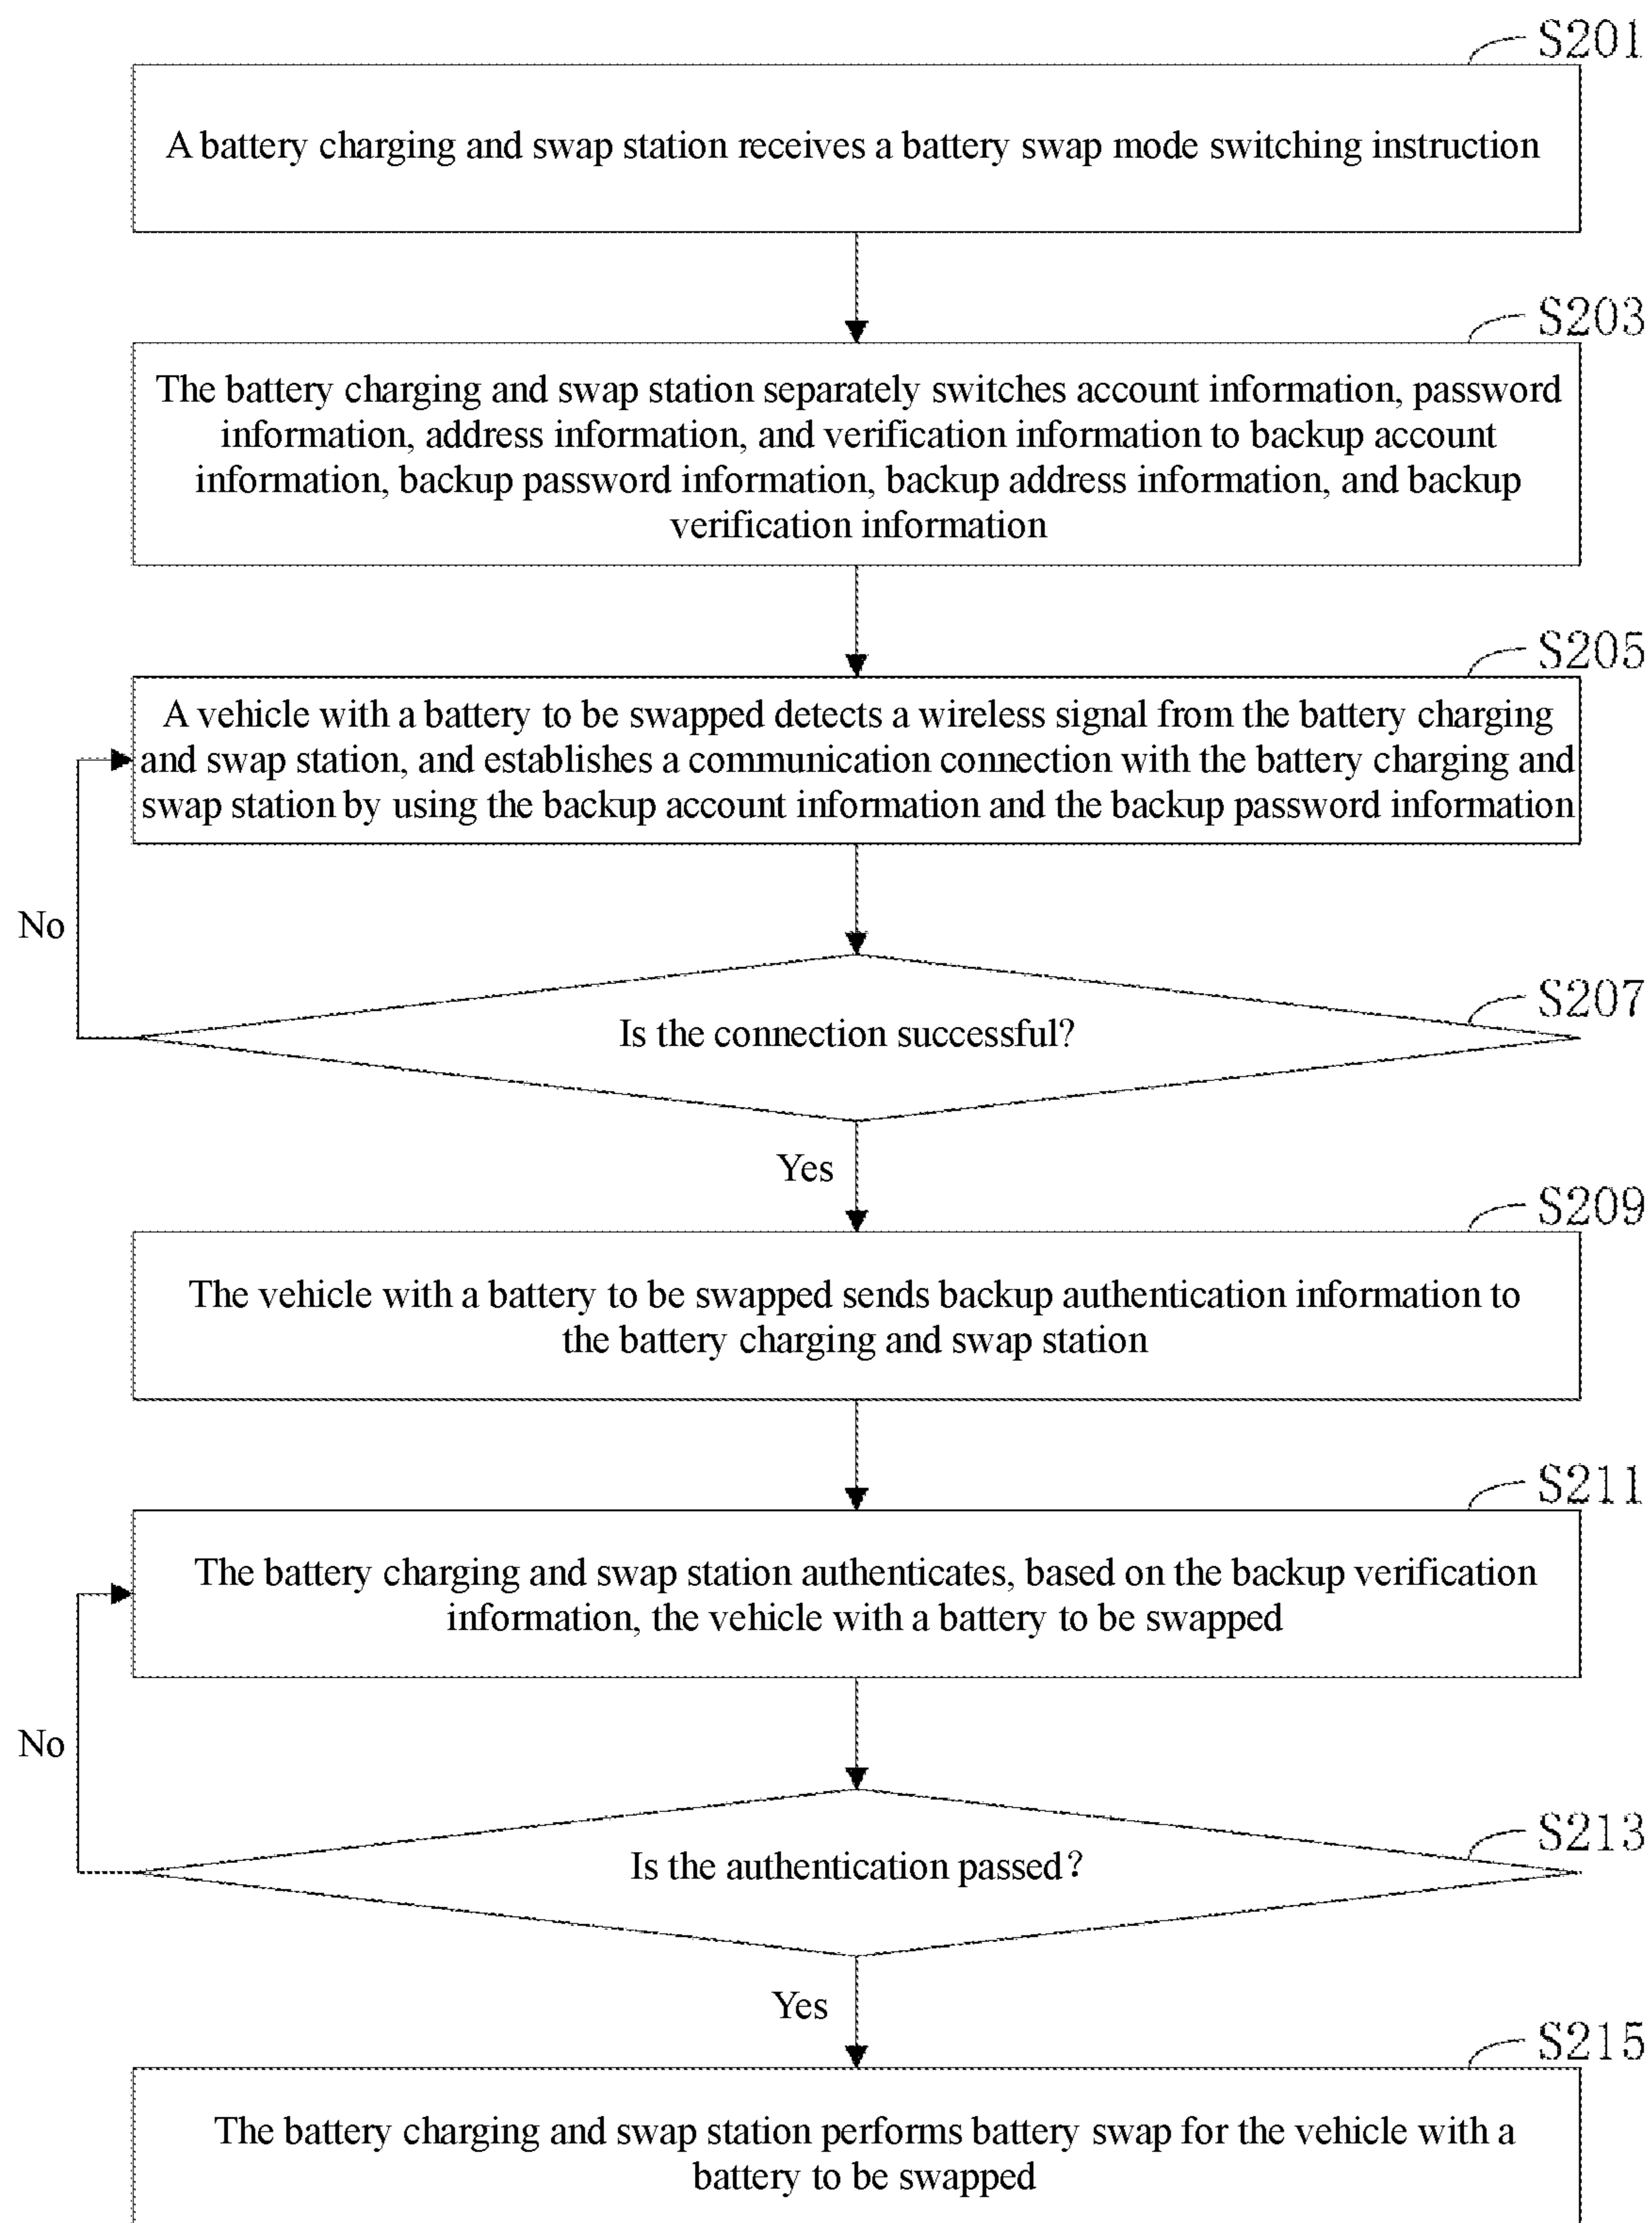 S201
A battery charging and swap station receives a battery swap mode switching instruction
S203
The battery charging and swap station separately switches account information, password
information, address information, and verification information to backup account
information, backup password information, backup address information, and backup
verification information
S205
A vehicle with a battery to be swapped detects a wireless signal from the battery charging
and swap station, and establishes a communication connection with the battery charging and
swap station by using the backup account information and the backup password information
No
S207
Is the connection successful?
Yes
S209
The vehicle with a battery to be swapped sends backup authentication information to
the battery charging and swap station
S211
The battery charging and swap station authenticates, based on the backup verification
information, the vehicle with a battery to be swapped
No
S213
Is the authentication passed?
Yes
S215
The battery charging and swap station performs battery swap for the vehicle with a
battery to be swapped